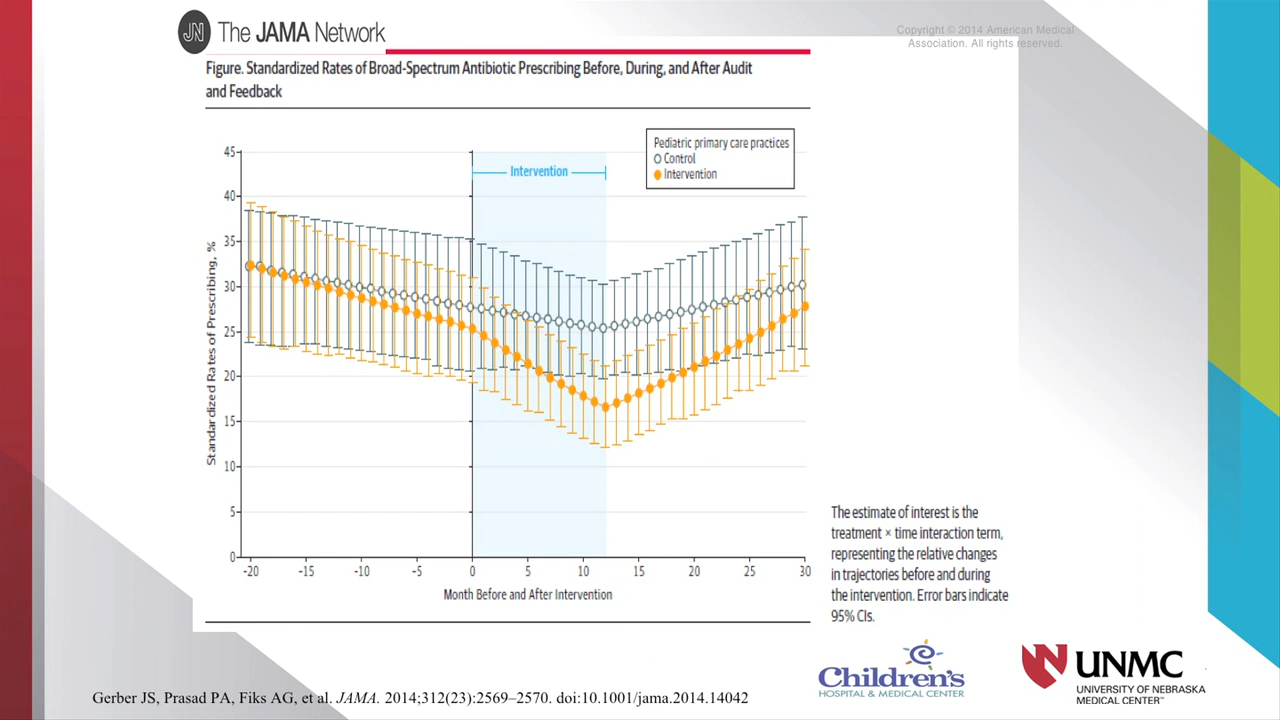 JN The JAMA Network
Copyright © 2014 American Medical
Association. All rights reserved.
Figure. Standardized Rates of Broad-Spectrum Antibiotic Prescribing Before, During, and After Audit
and Feedback
Pediatric primary care practices
Control
Intervention
Intervention
Standardized Rates of Prescribing, %
45
40
35
30
25
20
15
10
5
0
-20 -15 -10 -5 0 5 10 15 20 25 30
Month Before and After Intervention
The estimate of interest is the
treatment × time interaction term,
representing the relative changes
in trajectories before and during
the intervention. Error bars indicate
95% CIs.
Children's
HOSPITAL & MEDICAL CENTER
N UNMC
UNIVERSITY OF NEBRASKA
MEDICAL CENTER™
Gerber JS, Prasad PA, Fiks AG, et al. JAMA. 2014;312(23):2569–2570. doi:10.1001/jama.2014.14042